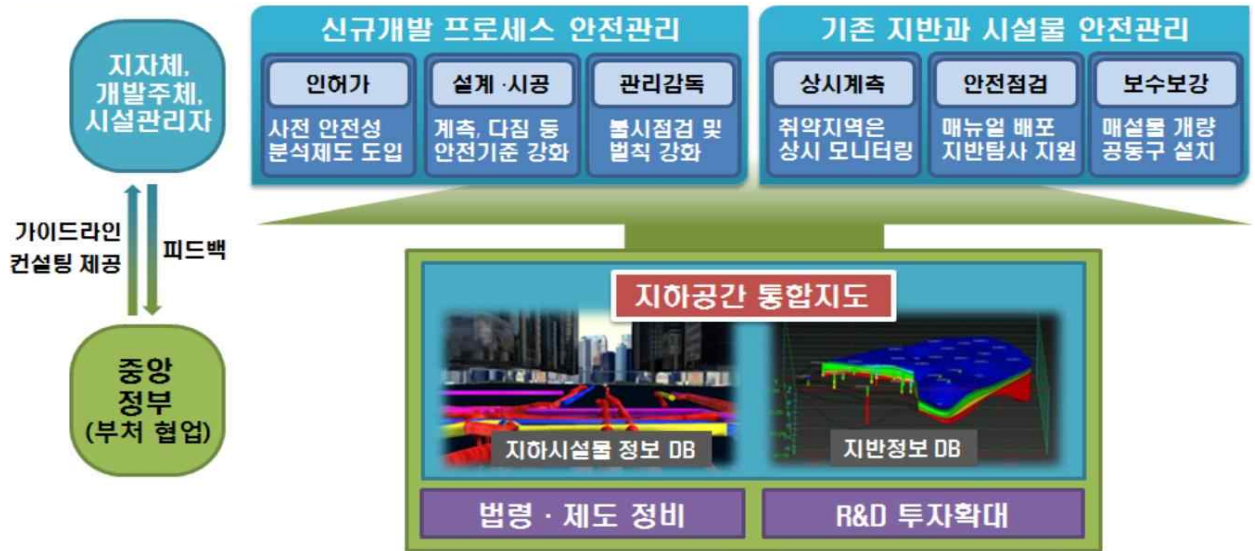 신규개발 프로세스 안전관리
기존 지반과 시설물 안전관리
지자체,
개발주체,
시설관리자
인허가
설계·시공
관리감독
상시계측
안전점검
보수보강
사전 안전성
분석제도 도입
계측, 다짐 등
안전기준 강화
불시점검 및
벌칙 강화
취약지역은
상시 모니터링
매뉴얼 배포
지반탐사 지원
매설물 개량
공동구 설치
가이드라인
컨설팅 제공
피드백
중앙
정부
(부처 협업)
지하공간 통합지도
지하시설물 정보 DB
지반정보 DB
법령·제도 정비
R&D 투자확대